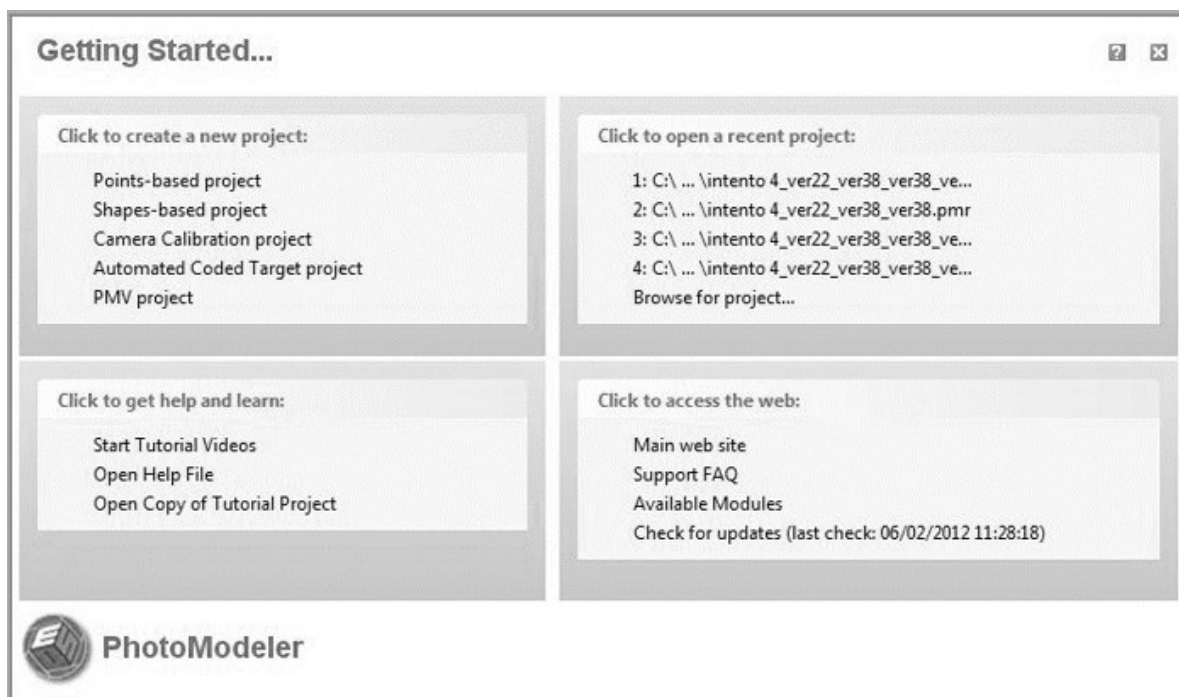 Getting Started...
Click to create a new project:
Points-based project
Shapes-based project
Camera Calibration project
Automated Coded Target project
PMV project
Click to open a recent project:
1: C:\ ... \intento 4_ver22_ver38_ver38_ve...
2: C:\ ... \intento 4_ver22_ver38_ver38.pmr
3: C:\ ... \intento 4_ver22_ver38_ver38_ve...
4: C:\ ... \intento 4_ver22_ver38_ver38_ve...
Browse for project...
Click to get help and learn:
Start Tutorial Videos
Open Help File
Open Copy of Tutorial Project
Click to access the web:
Main web site
Support FAQ
Available Modules
Check for updates (last check: 06/02/2012 11:28:18)
PhotoModeler